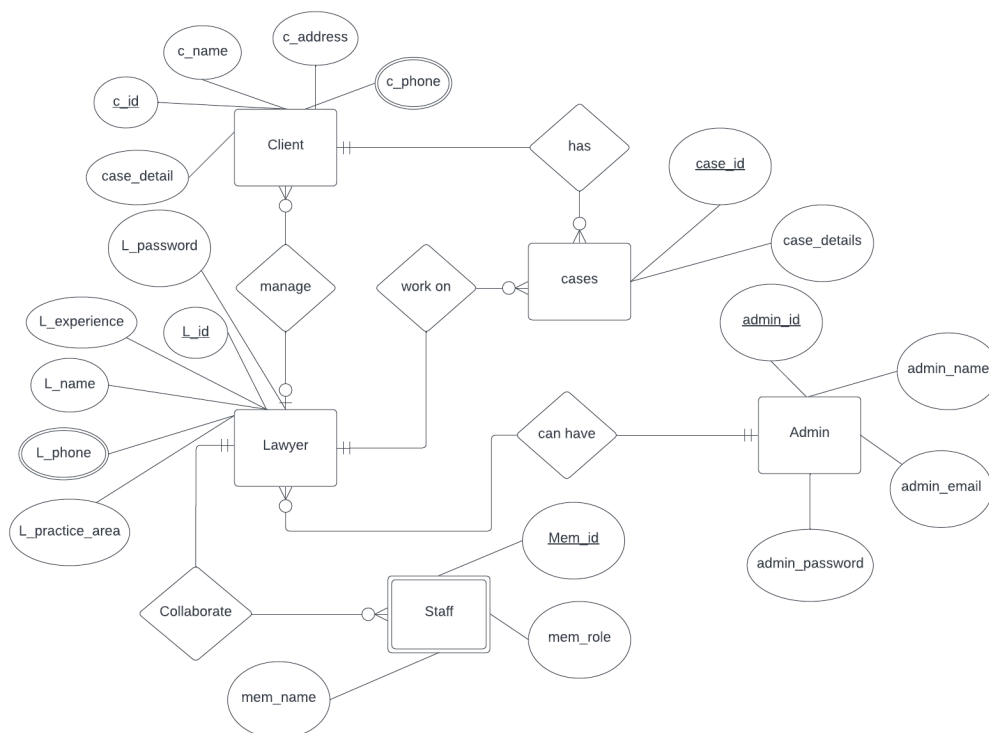 c_address
c_name
c_phone
c_id
Client
has
case_id
case_detail
L_password
case_details
manage
work on
cases
L_experience
L_id
admin_id
admin_name
L_name
can have
Admin
Lawyer
L_phone
admin_email
L_practice_area
Mem_id
admin_password
Collaborate
Staff
mem_role
mem_name